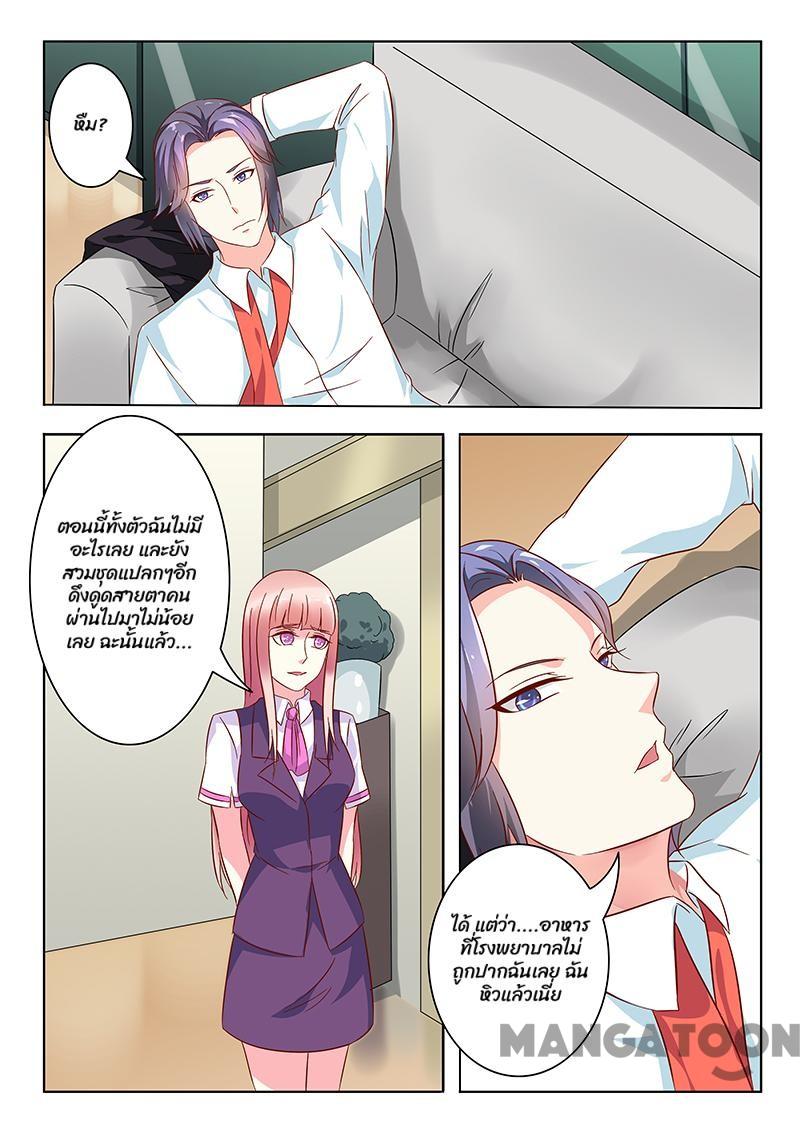 หืม?
ตอนนี้ทั้งตัวฉันไม่มี
อะไรเลย และยัง
สวมชุดแปลกๆอีก
ดึงดูดสายตาคน
ผ่านไปมาไม่น้อย
เลย ฉะนั้นแล้ว...
ได้ แต่ว่า....อาหาร
ที่โรงพยาบาลไม่
ถูกปากฉันเลย ฉัน
หิวแล้วเนี่ย
MANGATOON